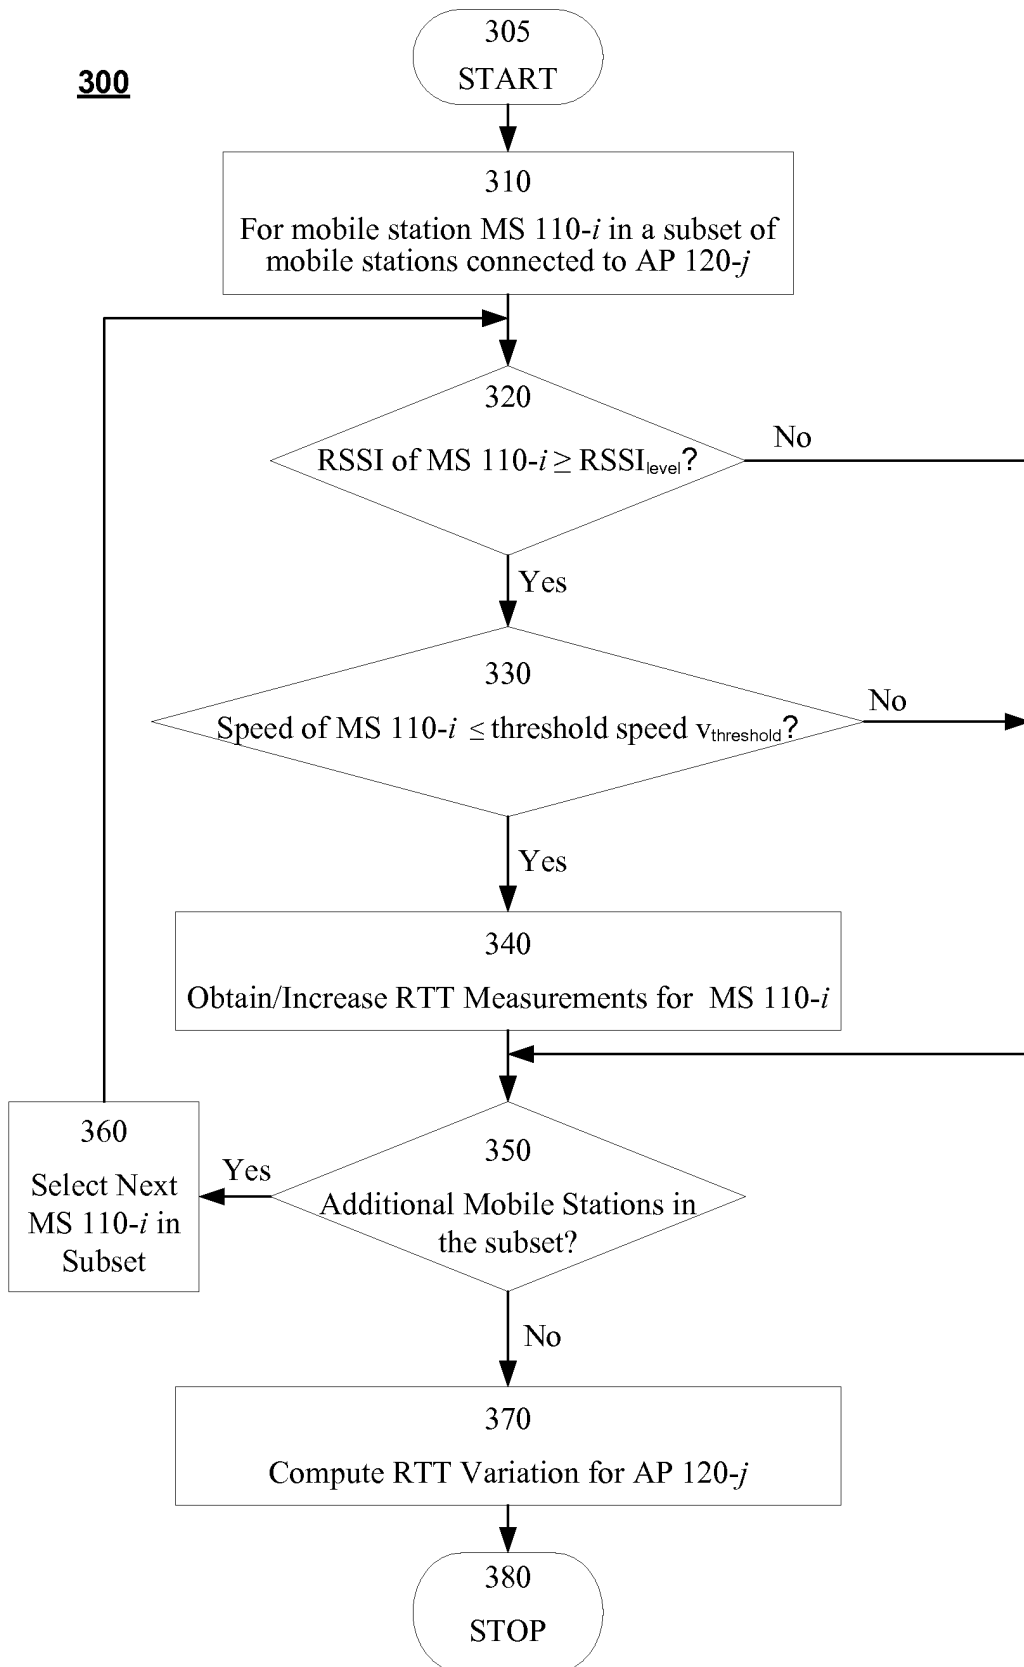 300
305
START
310
For mobile station MS 110-i in a subset of
mobile stations connected to AP 120-j
320
RSSI of MS 110-i ≥ RSSIlevel?
No
Yes
330
Speed of MS 110-i ≤ threshold speed vthreshold?
No
Yes
340
Obtain/Increase RTT Measurements for MS 110-i
350
Additional Mobile Stations in
the subset?
Yes
360
Select Next
MS 110-i in
Subset
No
370
Compute RTT Variation for AP 120-j
380
STOP